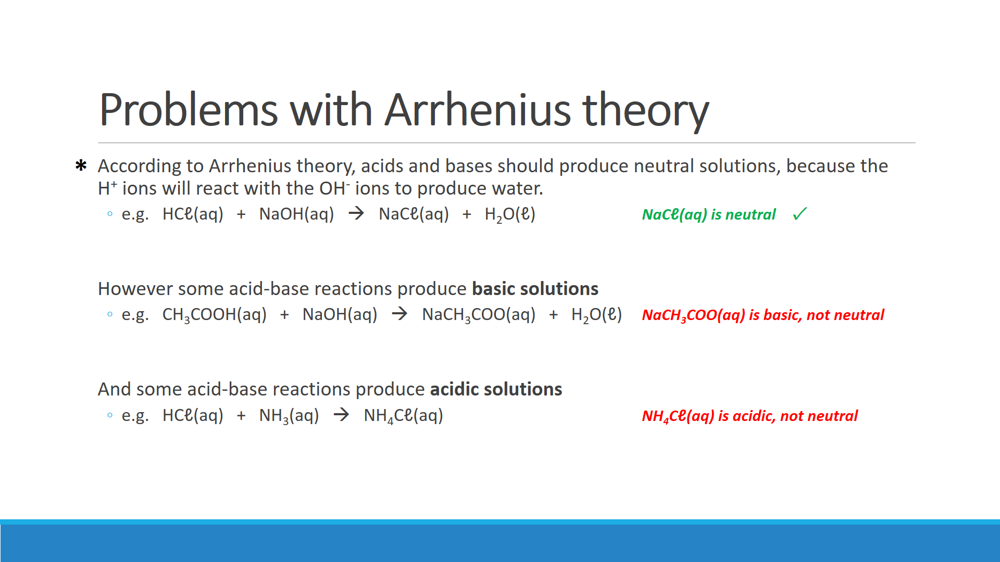 Problems with Arrhenius theory
* According to Arrhenius theory, acids and bases should produce neutral solutions, because the
H⁺ ions will react with the OH⁻ ions to produce water.
◦ e.g. HCℓ(aq) + NaOH(aq) → NaCℓ(aq) + H₂O(ℓ) NaCℓ(aq) is neutral ✓
However some acid-base reactions produce basic solutions
◦ e.g. CH₃COOH(aq) + NaOH(aq) → NaCH₃COO(aq) + H₂O(ℓ) NaCH₃COO(aq) is basic, not neutral
And some acid-base reactions produce acidic solutions
◦ e.g. HCℓ(aq) + NH₃(aq) → NH₄Cℓ(aq) NH₄Cℓ(aq) is acidic, not neutral